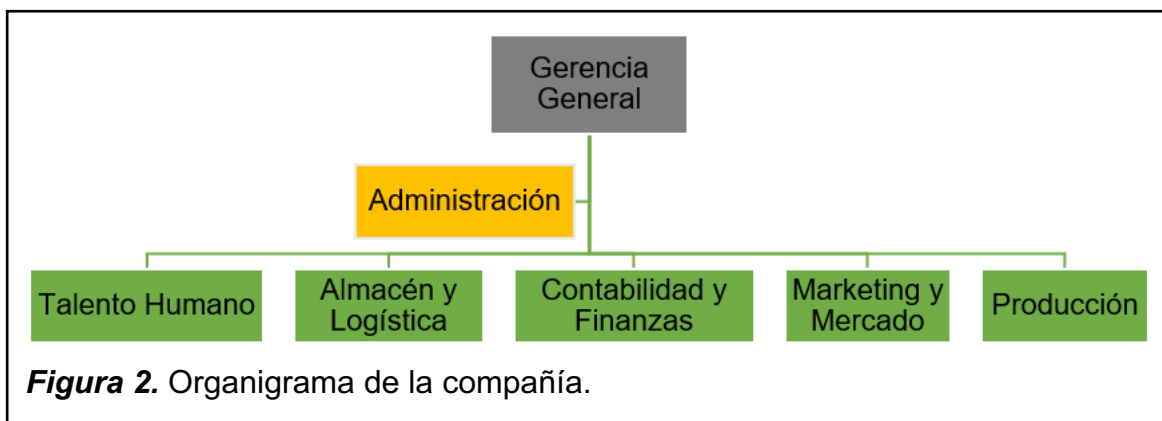 Gerencia
General
Administración
Talento Humano
Almacén y
Logística
Contabilidad y
Finanzas
Marketing y
Mercado
Producción
Figura 2. Organigrama de la compañía.